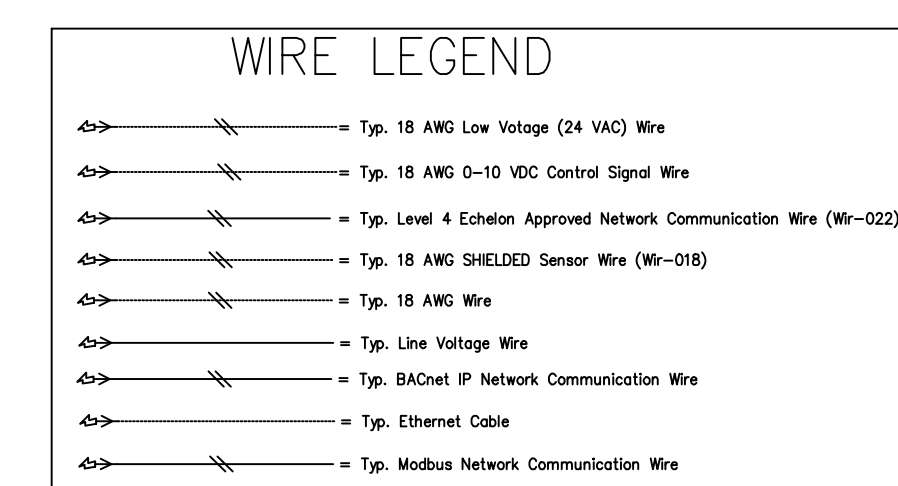 WIRE LEGEND
= Typ. 18 AWG Low Votage (24 VAC) Wire
= Typ. 18 AWG 0-10 VDC Control Signal Wire
= Typ. Level 4 Echelon Approved Network Communication Wire (Wir-022)
= Typ. 18 AWG SHIELDED Sensor Wire (Wir-018)
= Typ. 18 AWG Wire
= Typ. Line Voltage Wire
= Typ. BACnet IP Network Communication Wire
= Typ. Ethernet Cable
= Typ. Modbus Network Communication Wire